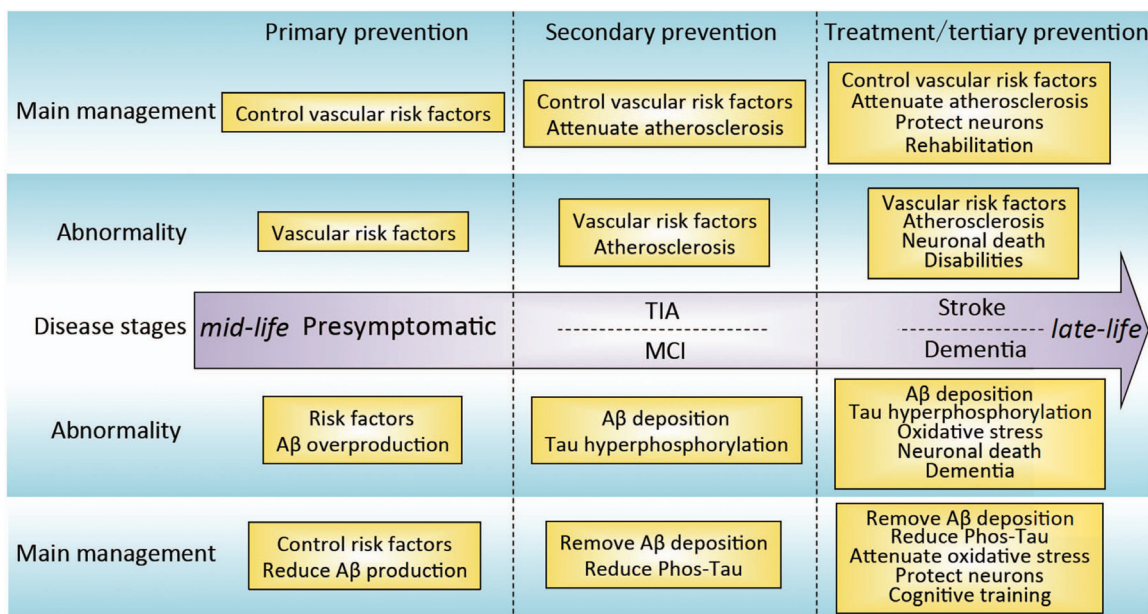 Primary prevention
Secondary prevention
Treatment/tertiary prevention
Main management
Control vascular risk factors
Control vascular risk factors
Attenuate atherosclerosis
Control vascular risk factors
Attenuate atherosclerosis
Protect neurons
Rehabilitation
Abnormality
Vascular risk factors
Vascular risk factors
Atherosclerosis
Vascular risk factors
Atherosclerosis
Neuronal death
Disabilities
Disease stages
mid-life Presymptomatic
TIA
MCI
Stroke
Dementia
late-life
Abnormality
Risk factors
Aβ overproduction
Aβ deposition
Tau hyperphosphorylation
Aβ deposition
Tau hyperphosphorylation
Oxidative stress
Neuronal death
Dementia
Main management
Control risk factors
Reduce Aβ production
Remove Aβ deposition
Reduce Phos-Tau
Remove Aβ deposition
Reduce Phos-Tau
Attenuate oxidative stress
Protect neurons
Cognitive training